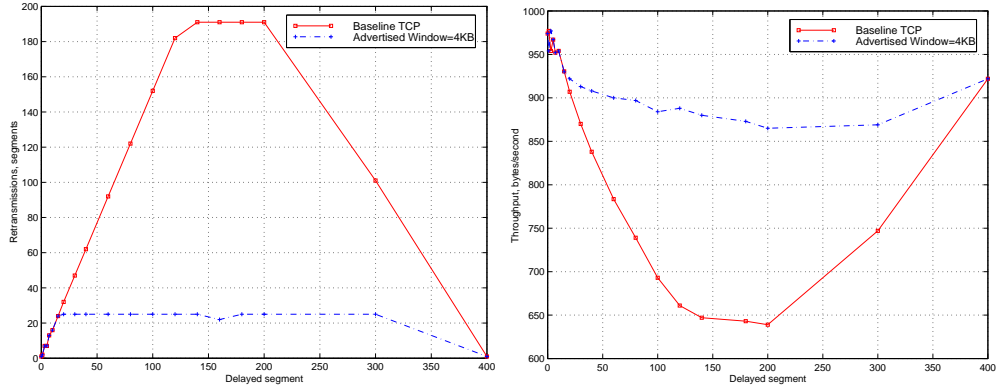 200
180
160
140
120
100
80
60
40
20
0
Retransmissions, segments
Baseline TCP
Advertised Window=4KB
0 50 100 150 200 250 300 350 400
Delayed segment
1000
950
900
850
800
750
700
650
600
Throughput, bytes/second
Baseline TCP
Advertised Window=4KB
0 50 100 150 200 250 300 350 400
Delayed segment